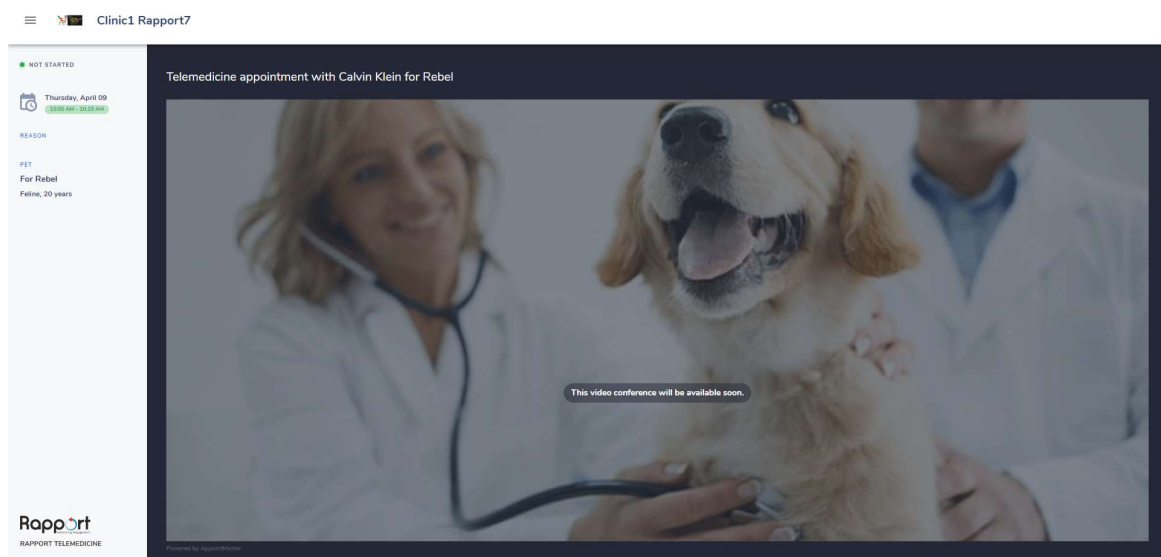 Clinic1 Rapport7
NOT STARTED
Thursday, April 09
10:00 AM - 10:15 AM
REASON
PET
For Rebel
Feline, 20 years
Telemedicine appointment with Calvin Klein for Rebel
This video conference will be available soon.
Rapport
RAPPORT TELEMEDICINE
Powered by AppointMaster